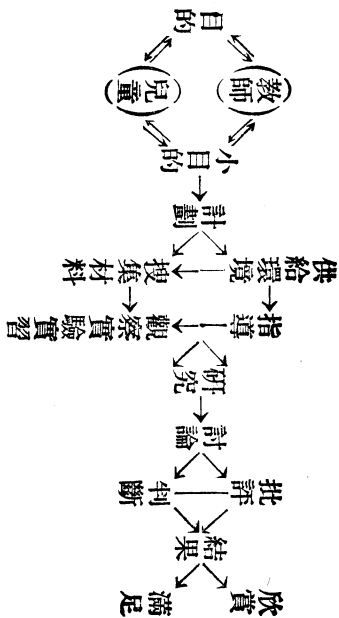 目的
(教師)
(兒童)
小目的
計劃
供給環境
搜集材料
指導
觀察實驗實習
研究
討論
批評
判斷
結果
欣賞
滿足